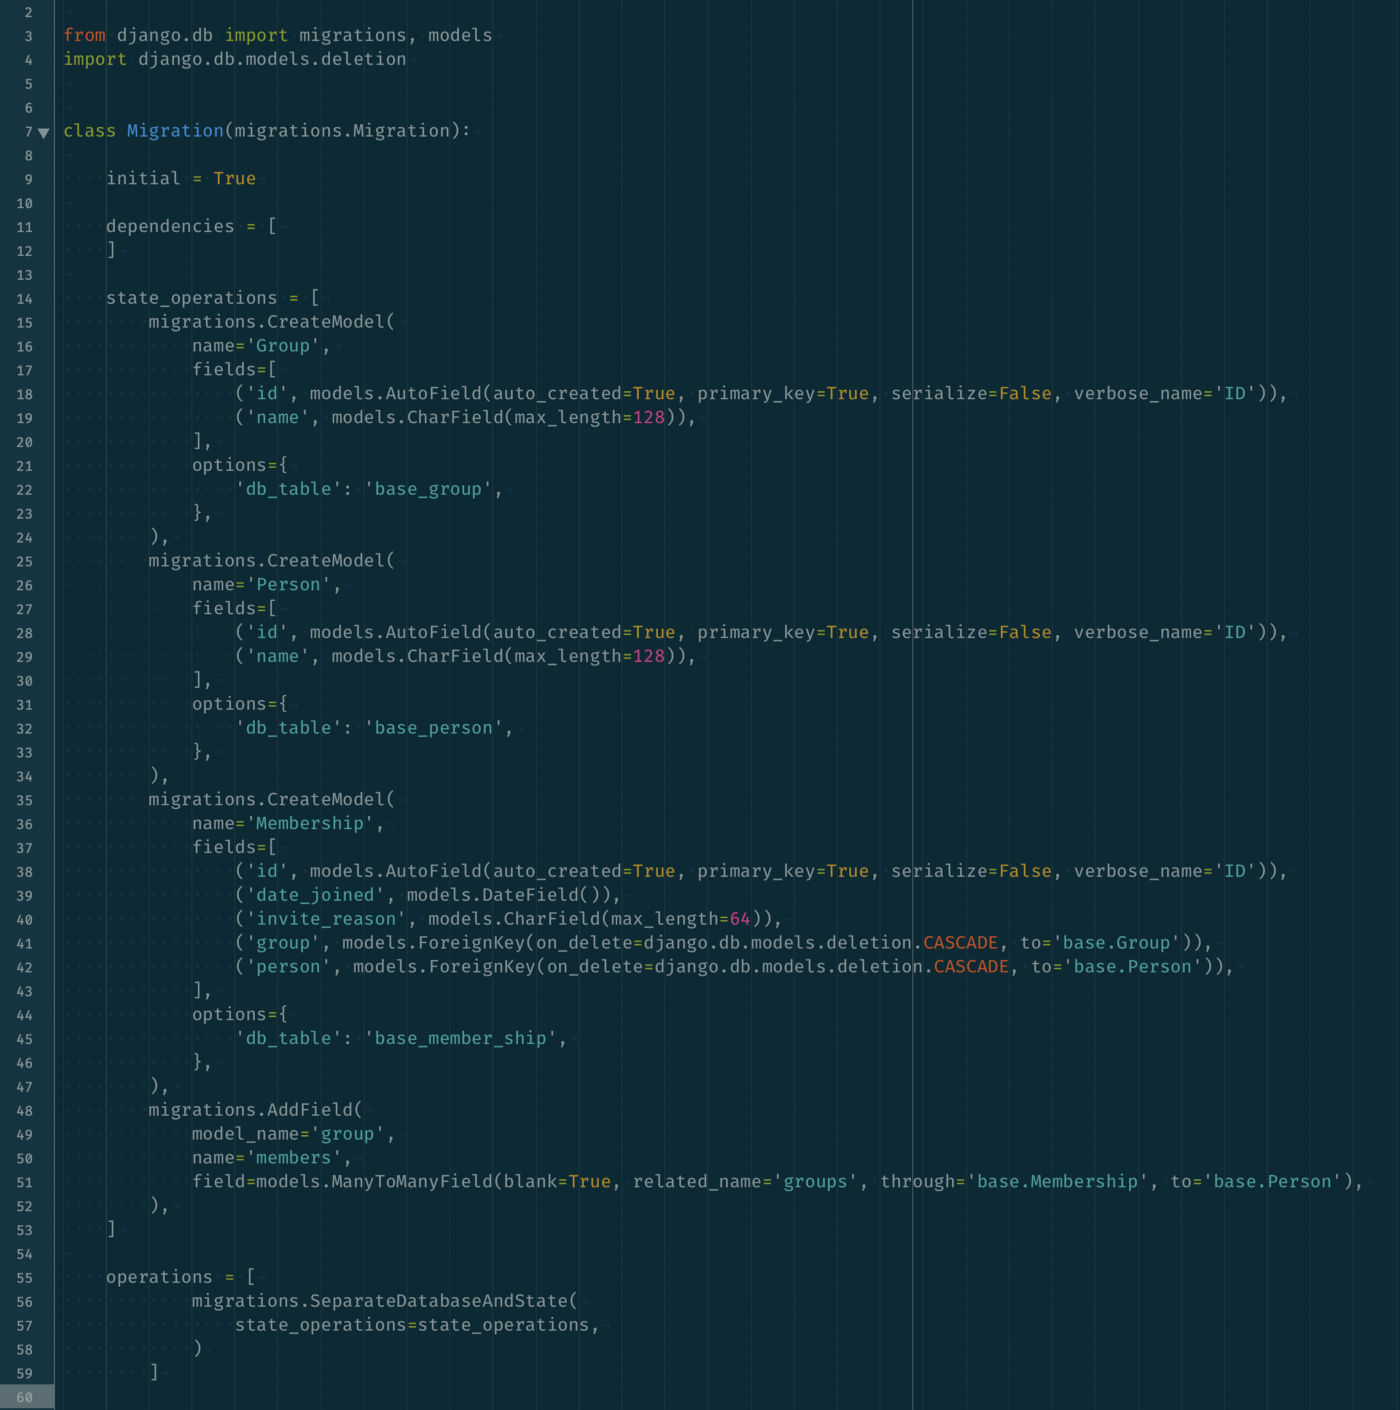 2
3 from django.db import migrations, models
4 import django.db.models.deletion
5
6
7 class Migration(migrations.Migration):
8
9     initial = True
10
11     dependencies = [
12     ]
13
14     state_operations = [
15         migrations.CreateModel(
16             name='Group',
17             fields=[
18                 ('id', models.AutoField(auto_created=True, primary_key=True, serialize=False, verbose_name='ID')),
19                 ('name', models.CharField(max_length=128)),
20             ],
21             options={
22                 'db_table': 'base_group',
23             },
24         ),
25         migrations.CreateModel(
26             name='Person',
27             fields=[
28                 ('id', models.AutoField(auto_created=True, primary_key=True, serialize=False, verbose_name='ID')),
29                 ('name', models.CharField(max_length=128)),
30             ],
31             options={
32                 'db_table': 'base_person',
33             },
34         ),
35         migrations.CreateModel(
36             name='Membership',
37             fields=[
38                 ('id', models.AutoField(auto_created=True, primary_key=True, serialize=False, verbose_name='ID')),
39                 ('date_joined', models.DateField()),
40                 ('invite_reason', models.CharField(max_length=64)),
41                 ('group', models.ForeignKey(on_delete=django.db.models.deletion.CASCADE, to='base.Group')),
42                 ('person', models.ForeignKey(on_delete=django.db.models.deletion.CASCADE, to='base.Person')),
43             ],
44             options={
45                 'db_table': 'base_member_ship',
46             },
47         ),
48         migrations.AddField(
49             model_name='group',
50             name='members',
51             field=models.ManyToManyField(blank=True, related_name='groups', through='base.Membership', to='base.Person'),
52         ),
53     ]
54
55     operations = [
56             migrations.SeparateDatabaseAndState(
57                 state_operations=state_operations,
58             )
59         ]
60